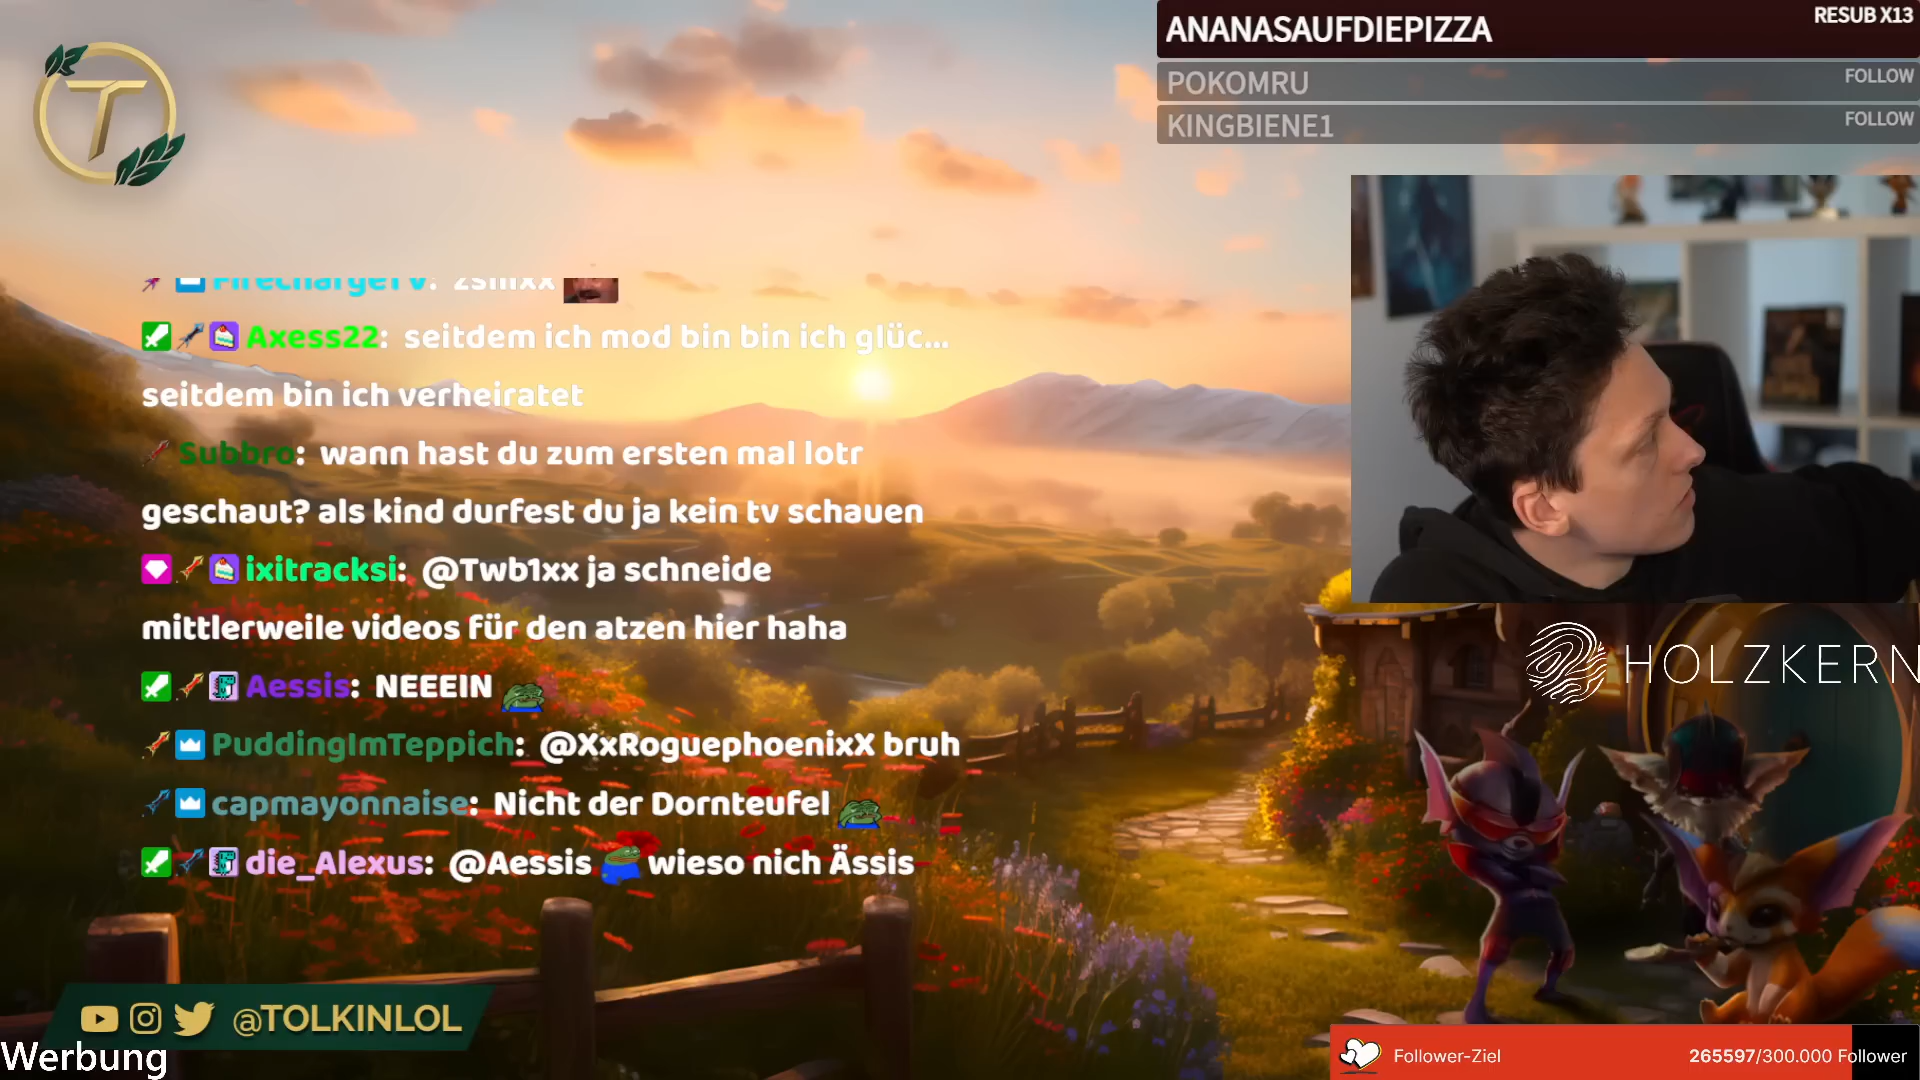 T
ANANASAUFDIEPIZZA RESUB X13
POKOMRU FOLLOW
KINGBIENE1 FOLLOW
FirechargeTV: zsmxx
Axess22: seitdem ich mod bin bin ich glüc...
seitdem bin ich verheiratet
Subbro: wann hast du zum ersten mal lotr
geschaut? als kind durfest du ja kein tv schauen
ixitracksi: @Twb1xx ja schneide
mittlerweile videos für den atzen hier haha
Aessis: NEEEIN
PuddingImTeppich: @XxRoguephoenixX bruh
capmayonnaise: Nicht der Dornteufel
die_Alexus: @Aessis wieso nich Ässis
HOLZKERN
@TOLKINLOL
Werbung
Follower-Ziel 265597/300.000 Follower